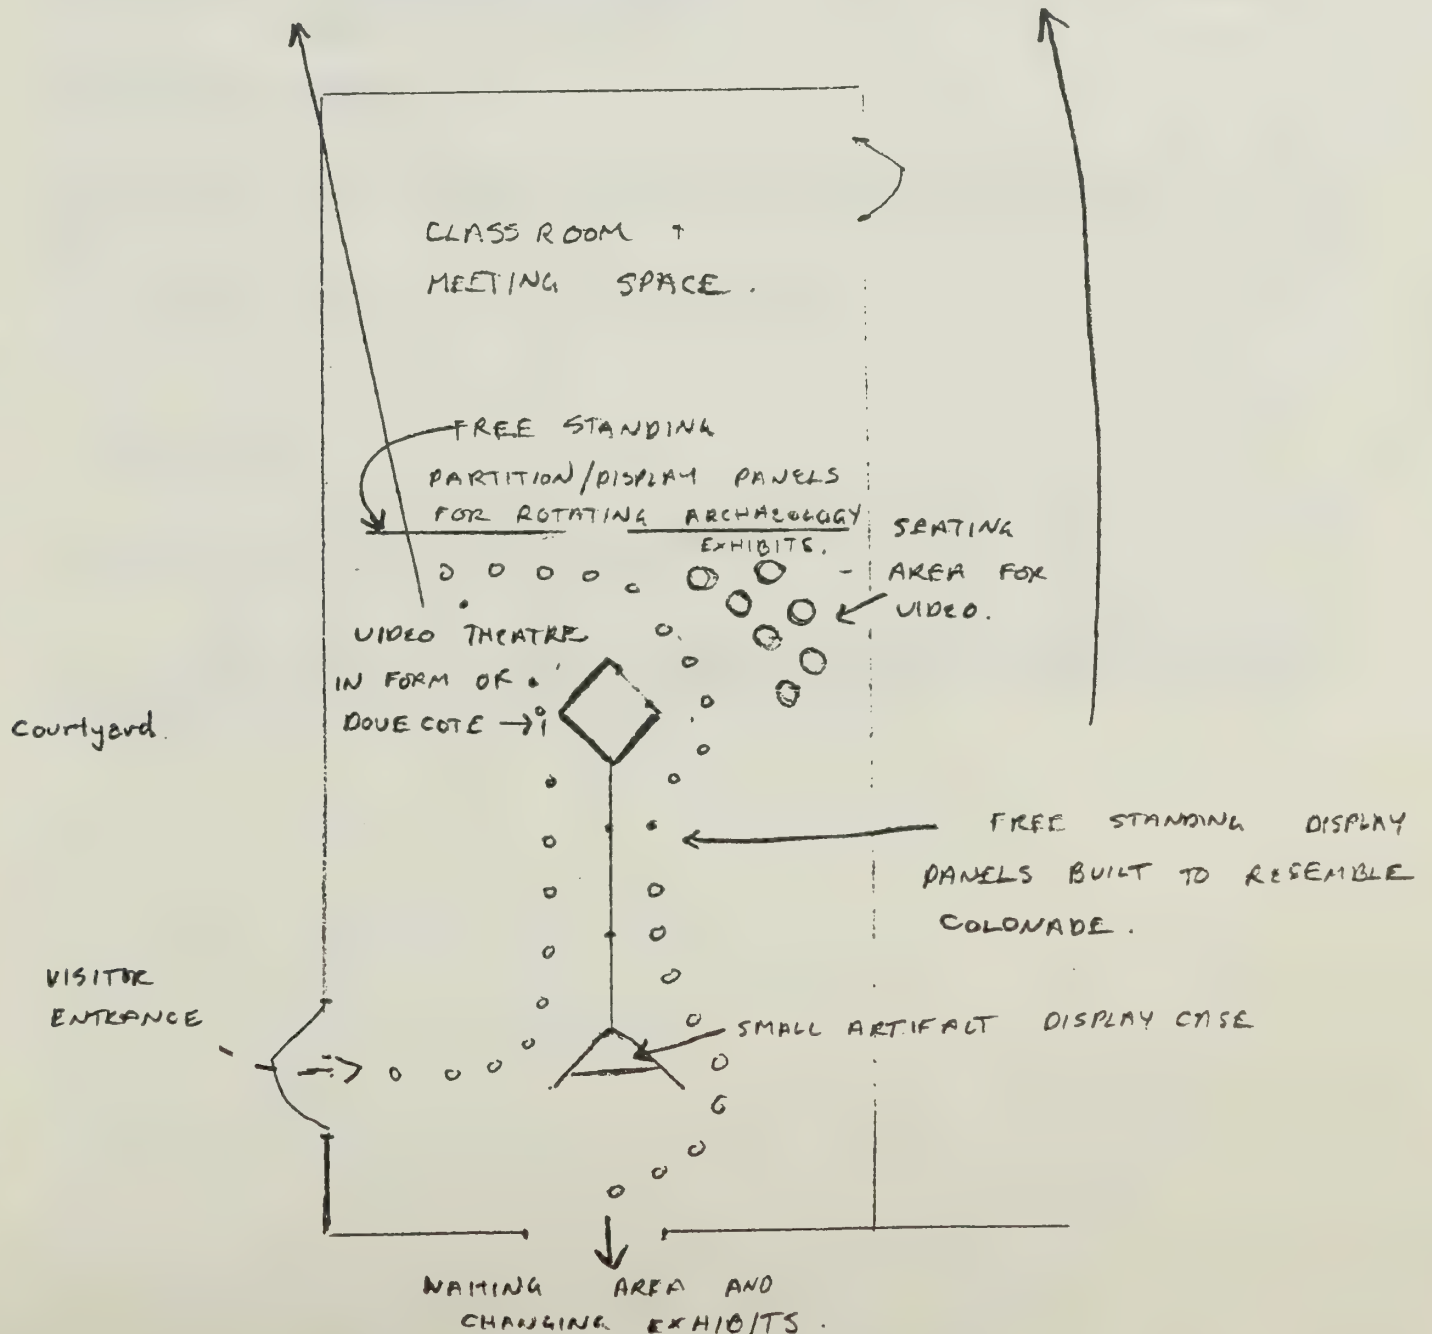 CLASS ROOM +
MEETING SPACE.
FREE STANDING
PARTITION/DISPLAY PANELS
FOR ROTATING ARCHAEOLOGY
EXHIBITS.
SEATING
AREA FOR
VIDEO.
VIDEO THEATRE
IN FORM OF
DOVE COTE
Courtyard.
FREE STANDING DISPLAY
PANELS BUILT TO RESEMBLE
COLONADE.
VISITOR
ENTRANCE
SMALL ARTIFACT DISPLAY CASE
WAITING AREA AND
CHANGING EXHIBITS.